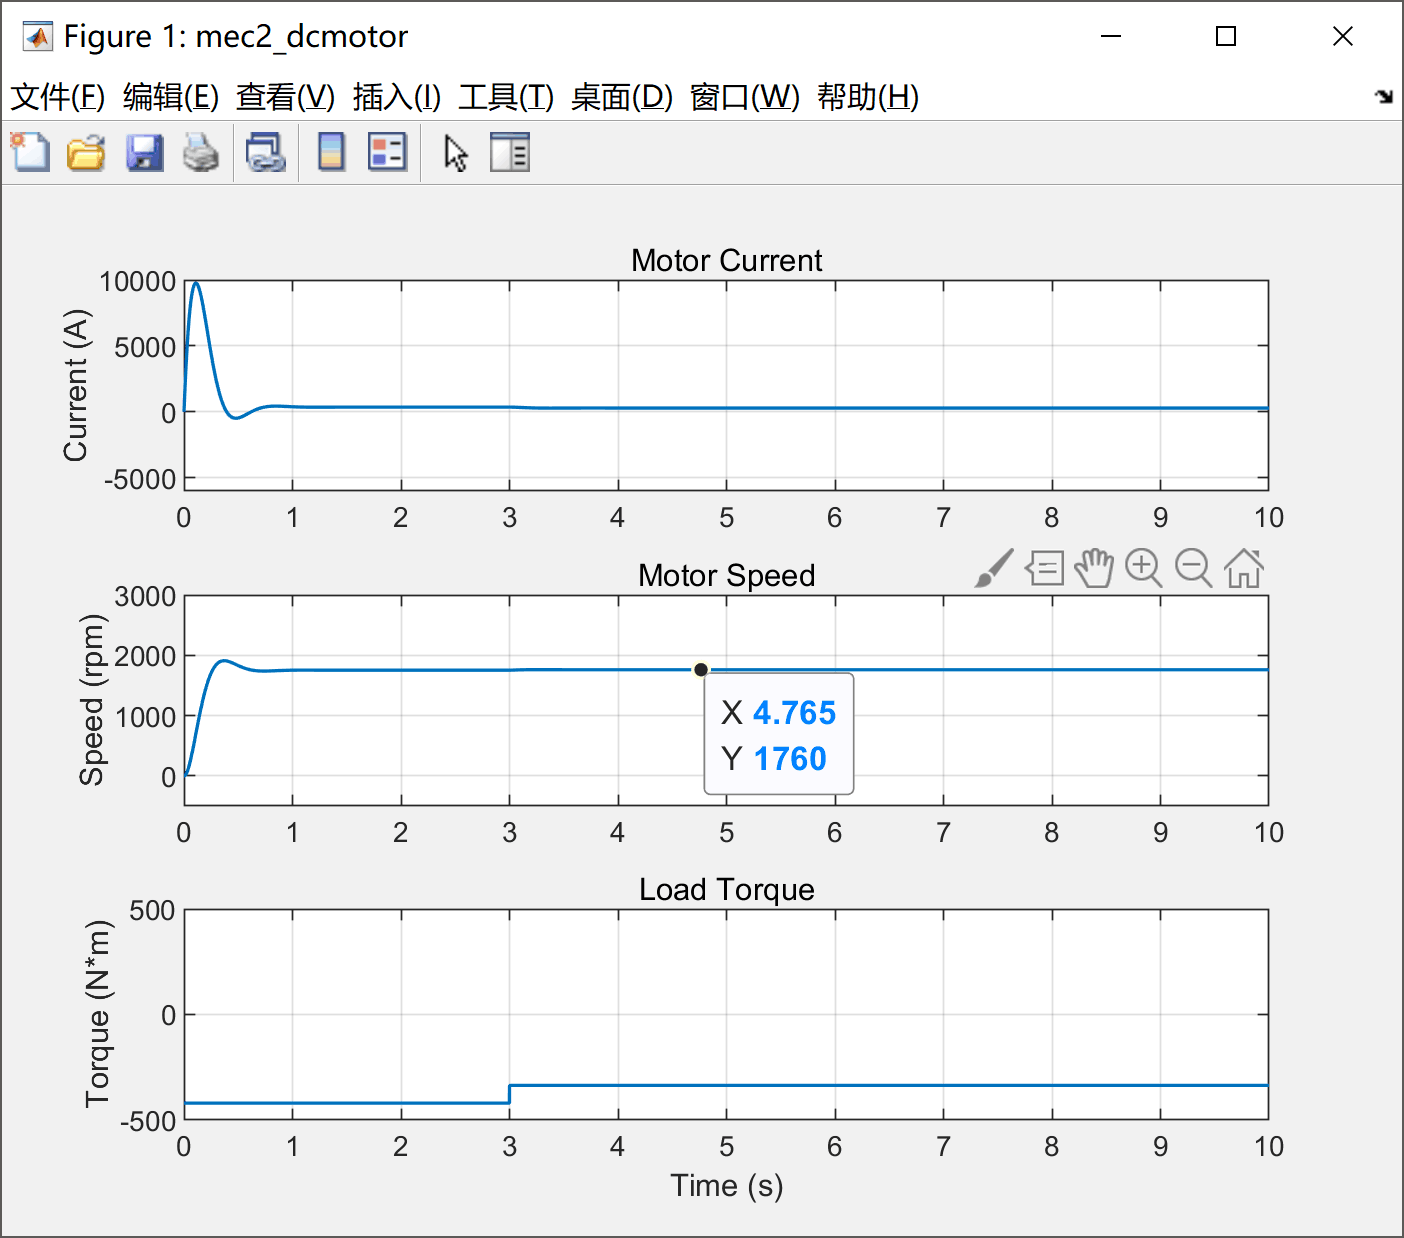 Figure 1: mec2_dcmotor
文件(F) 编辑(E) 查看(V) 插入(I) 工具(T) 桌面(D) 窗口(W) 帮助(H)
Motor Current
Current (A)
10000
5000
0
-5000
0 1 2 3 4 5 6 7 8 9 10
Motor Speed
Speed (rpm)
3000
2000
1000
0
X 4.765
Y 1760
0 1 2 3 4 5 6 7 8 9 10
Load Torque
Torque (N*m)
500
0
-500
0 1 2 3 4 5 6 7 8 9 10
Time (s)